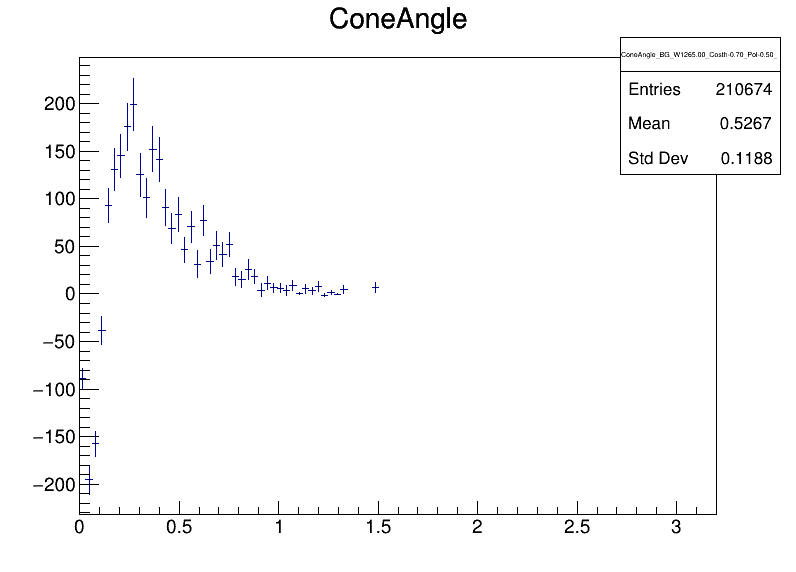 ConeAngle
ConeAngle_BG_W1265.00_Costh-0.70_Pol-0.50_
Entries 210674
Mean 0.5267
Std Dev 0.1188
200
150
100
50
0
−50
−100
−150
−200
0 0.5 1 1.5 2 2.5 3